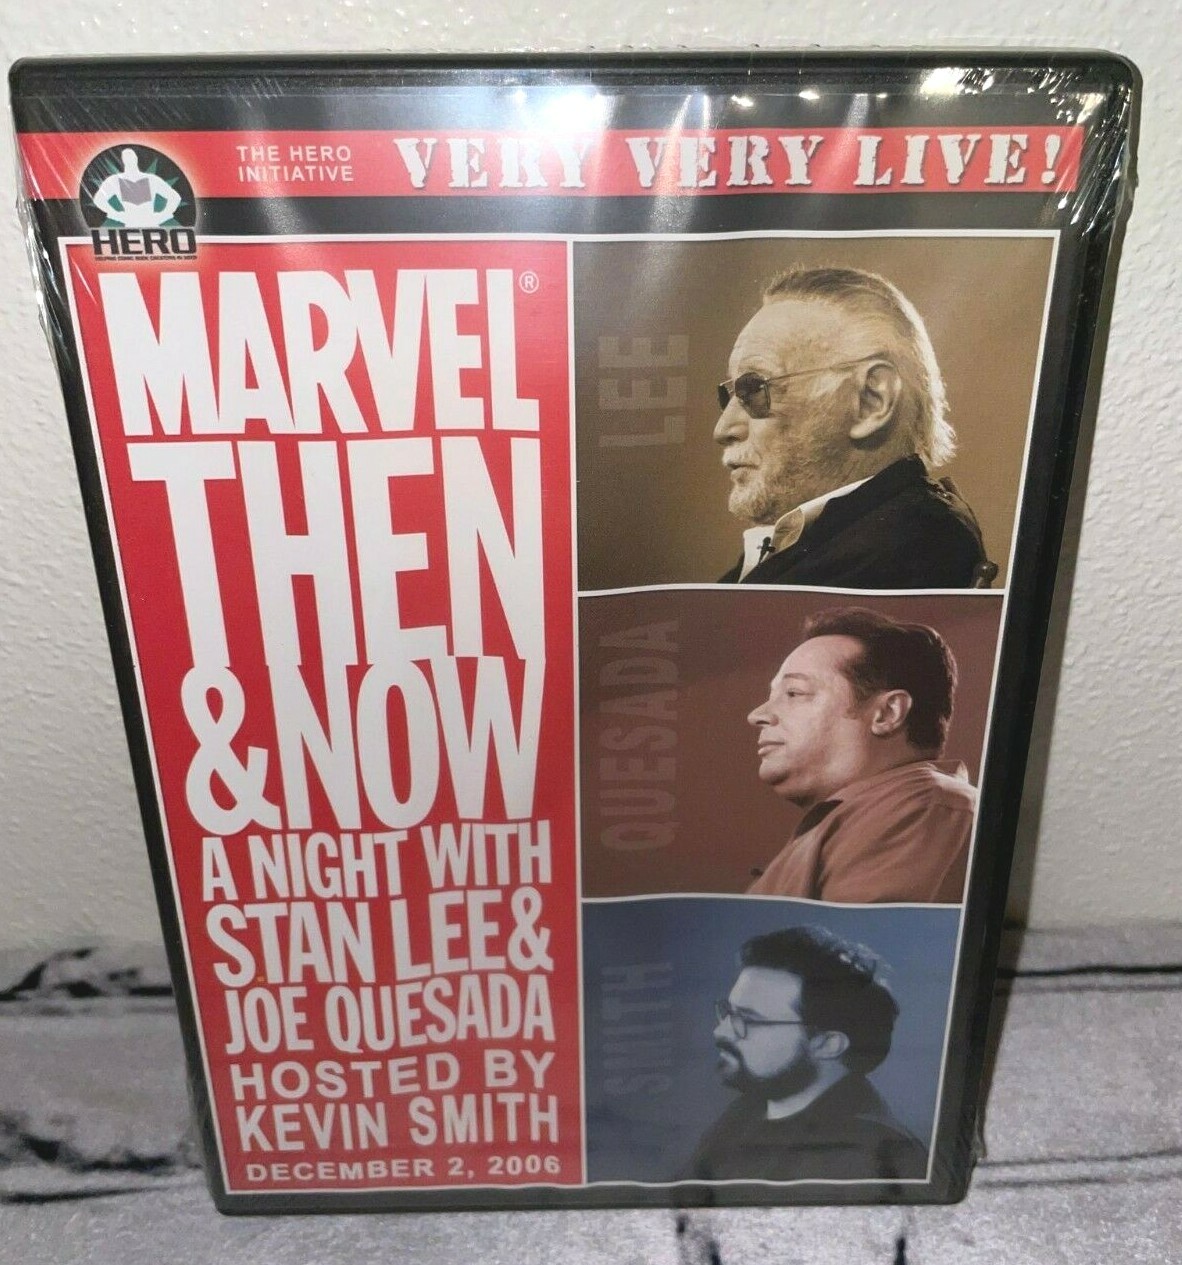 THE HERO
INITIATIVE
VERY VERY LIVE!
HERO
MARVEL®
THEN
&NOW
A NIGHT WITH
STAN LEE&
JOE QUESADA
HOSTED BY
KEVIN SMITH
DECEMBER 2, 2006
LEE
QUESADA
SMITH